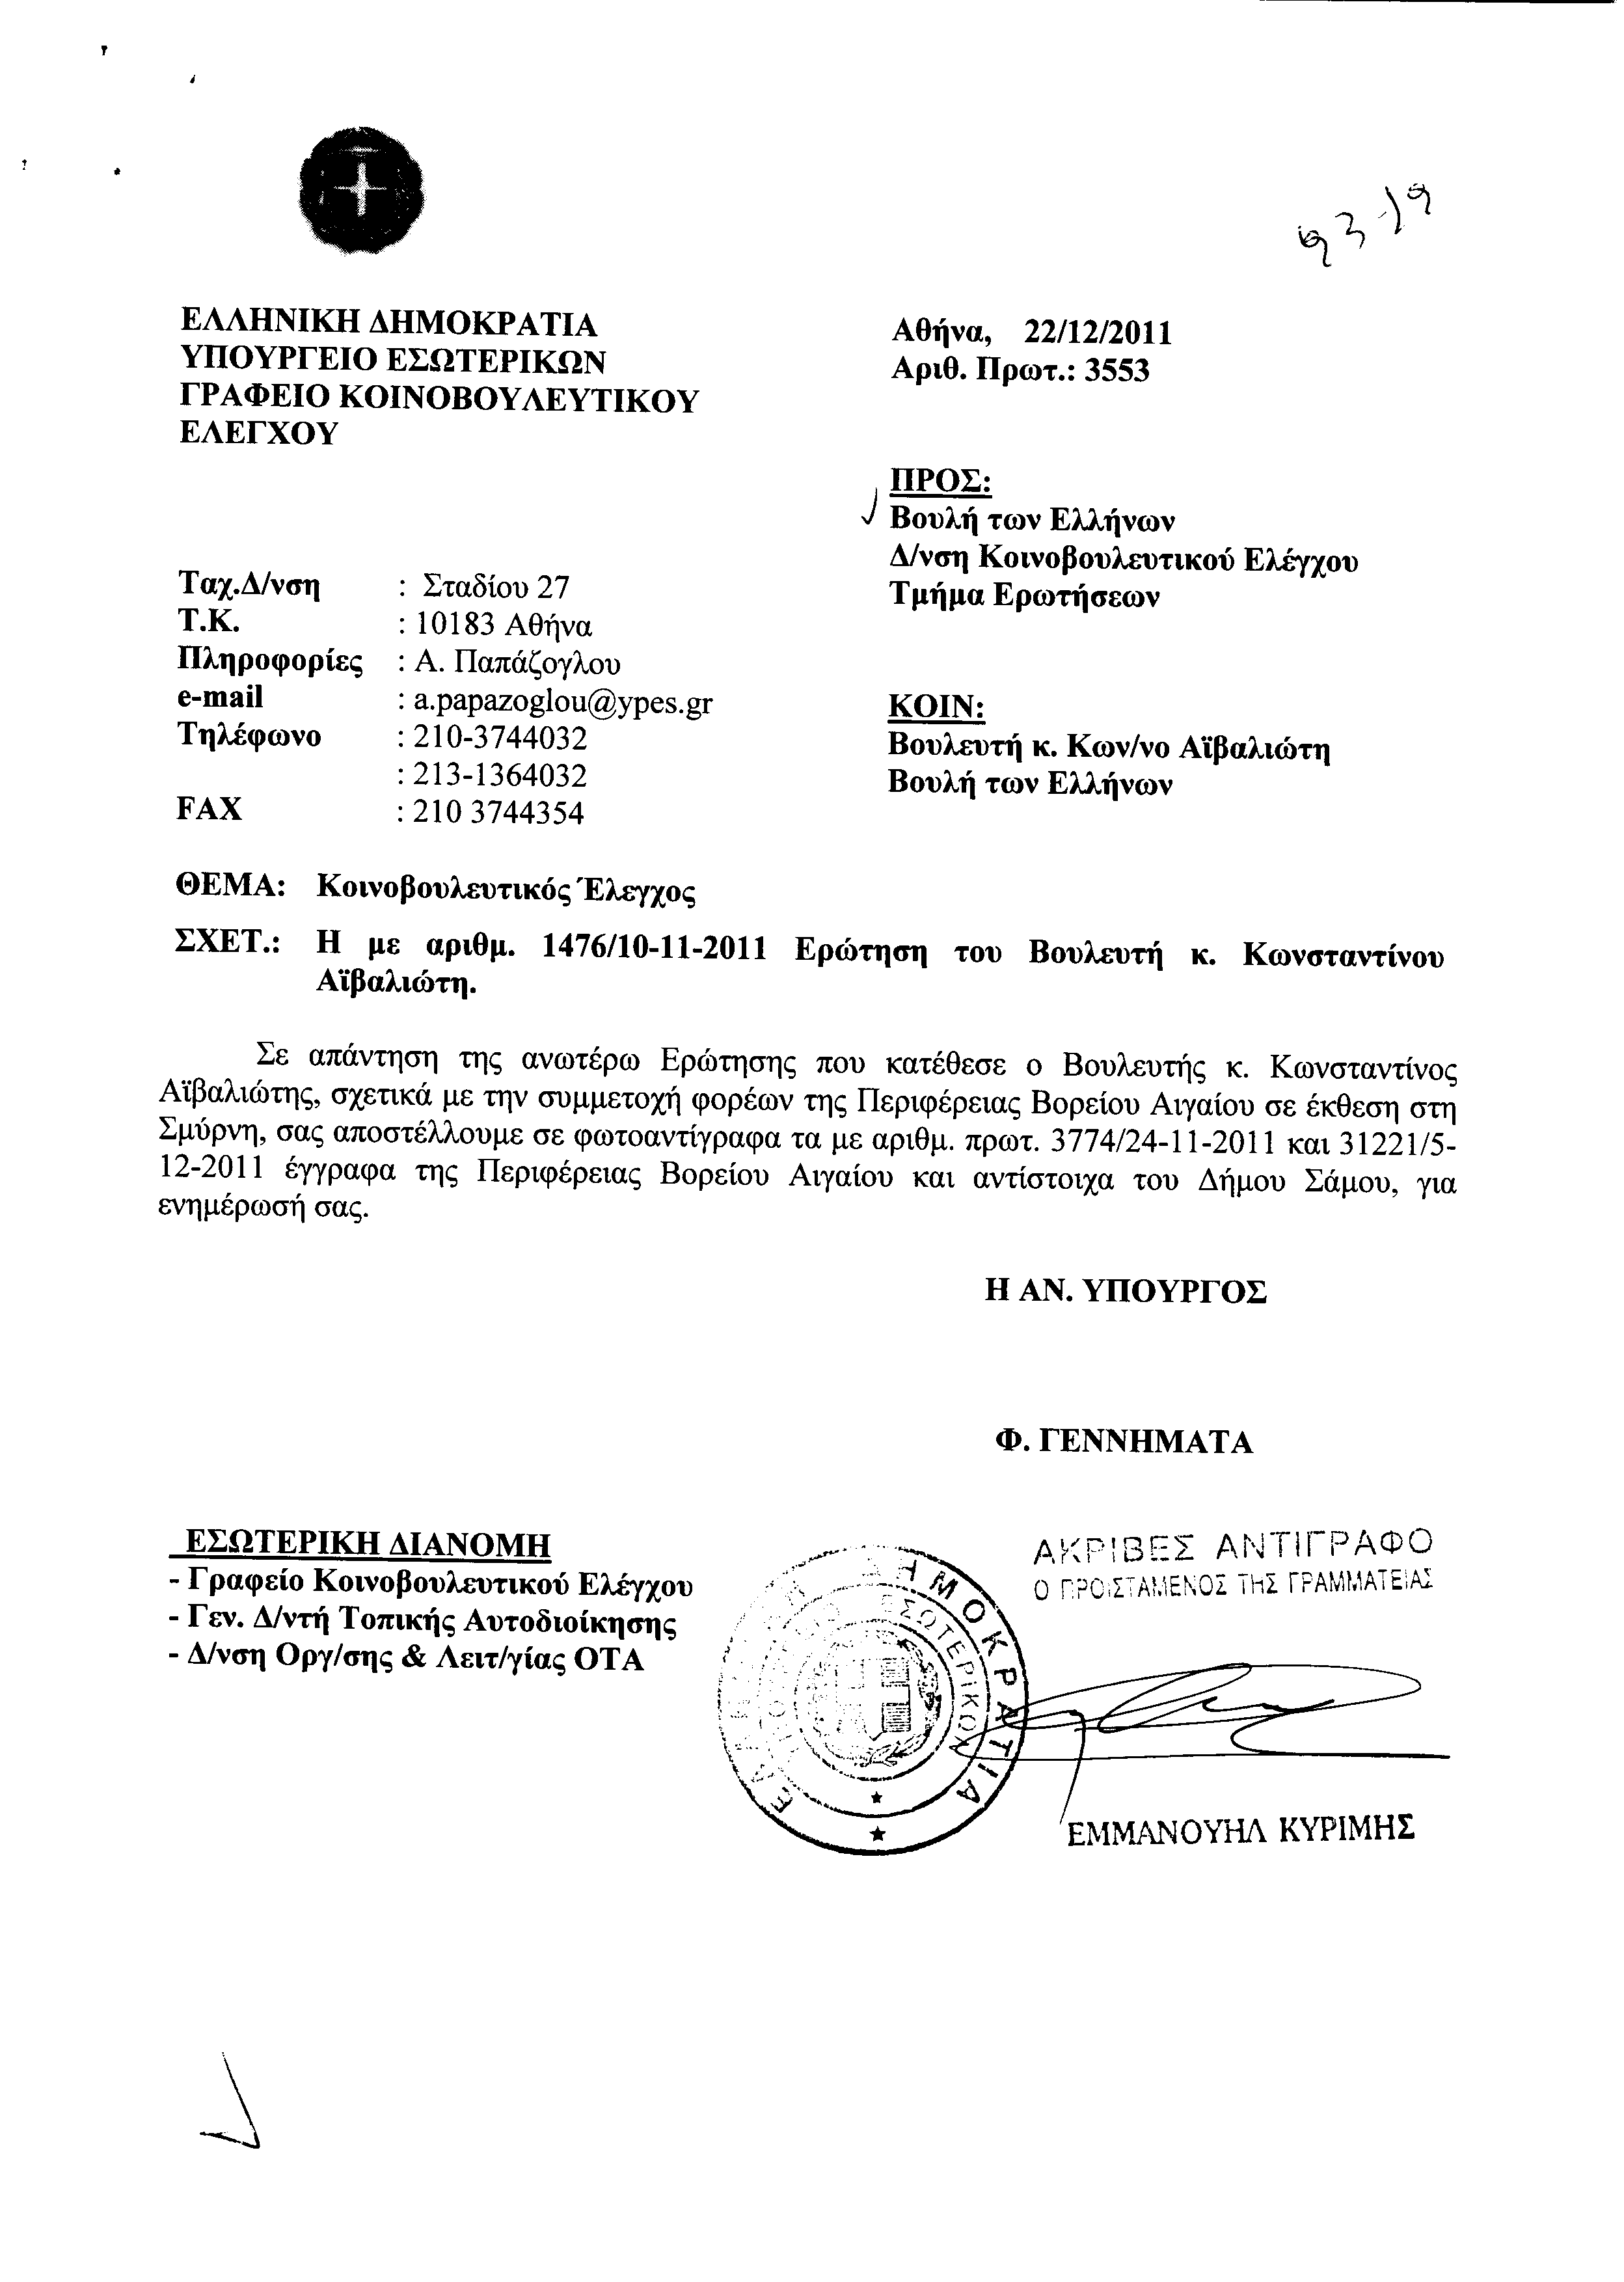 ΕΛΛΗΝΙΚΗ ΔΗΜΟΚΡΑΤΙΑ
ΥΠΟΥΡΓΕΙΟ ΕΣΩΤΕΡΙΚΩΝ
ΓΡΑΦΕΙΟ ΚΟΙΝΟΒΟΥΛΕΥΤΙΚΟΥ
ΕΛΕΓΧΟΥ
Αθήνα, 22/12/2011
Αριθ. Πρωτ.: 3553
ΠΡΟΣ:
Βουλή των Ελλήνων
Δ/νση Κοινοβουλευτικού Ελέγχου
Τμήμα Ερωτήσεων
Ταχ.Δ/νση : Σταδίου 27
Τ.Κ. : 10183 Αθήνα
Πληροφορίες : Α. Παπάζογλου
e-mail : a.papazoglou@ypes.gr
Τηλέφωνο : 210-3744032
: 213-1364032
FAX : 210 3744354
ΚΟΙΝ:
Βουλευτή κ. Κων/νο Αϊβαλιώτη
Βουλή των Ελλήνων
ΘΕΜΑ: Κοινοβουλευτικός Έλεγχος
ΣΧΕΤ.: Η με αριθμ. 1476/10-11-2011 Ερώτηση του Βουλευτή κ. Κωνσταντίνου
Αϊβαλιώτη.
Σε απάντηση της ανωτέρω Ερώτησης που κατέθεσε ο Βουλευτής κ. Κωνσταντίνος
Αϊβαλιώτης, σχετικά με την συμμετοχή φορέων της Περιφέρειας Βορείου Αιγαίου σε έκθεση στη
Σμύρνη, σας αποστέλλουμε σε φωτοαντίγραφα τα με αριθμ. πρωτ. 3774/24-11-2011 και 31221/5-
12-2011 έγγραφα της Περιφέρειας Βορείου Αιγαίου και αντίστοιχα του Δήμου Σάμου, για
ενημέρωσή σας.
Η ΑΝ. ΥΠΟΥΡΓΟΣ
Φ. ΓΕΝΝΗΜΑΤΑ
ΕΣΩΤΕΡΙΚΗ ΔΙΑΝΟΜΗ
- Γραφείο Κοινοβουλευτικού Ελέγχου
- Γεν. Δ/ντή Τοπικής Αυτοδιοίκησης
- Δ/νση Οργ/σης & Λειτ/γίας ΟΤΑ
ΑΚΡΙΒΕΣ ΑΝΤΙΓΡΑΦΟ
Ο ΠΡΟΙΣΤΑΜΕΝΟΣ ΤΗΣ ΓΡΑΜΜΑΤΕΙΑΣ
ΔΗΜΟΚΡΑΤΙΑ
ΕΣΩΤΕΡΙΚΩΝ
ΕΜΜΑΝΟΥΗΛ ΚΥΡΙΜΗΣ